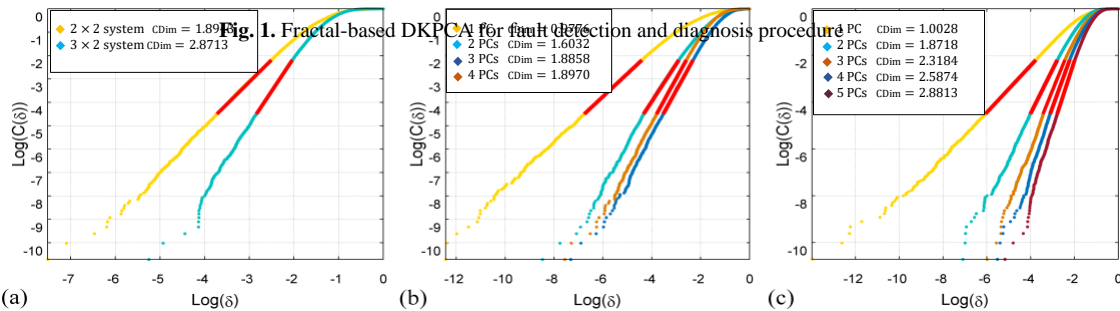 Fig. 1. Fractal-based DKPCA for fault detection and diagnosis procedure
2 × 2 system CDim = 1.89
3 × 2 system CDim = 2.8713
Log(C(δ))
0
-1
-2
-4
-5
-6
-7
-8
-9
-10
-7 -6 -5 -4 -3 -2 -1 0
Log(δ)
(a)
1 PC CDim = 0.9776
2 PCs CDim = 1.6032
3 PCs CDim = 1.8858
4 PCs CDim = 1.8970
Log(C(δ))
0
-1
-2
-4
-5
-6
-7
-8
-9
-10
-12 -10 -8 -6 -4 -2 0
Log(δ)
(b)
1 PC CDim = 1.0028
2 PCs CDim = 1.8718
3 PCs CDim = 2.3184
4 PCs CDim = 2.5874
5 PCs CDim = 2.8813
Log(C(δ))
0
-1
-2
-4
-6
-8
-10
-12 -10 -8 -6 -4 -2 0
Log(δ)
(c)